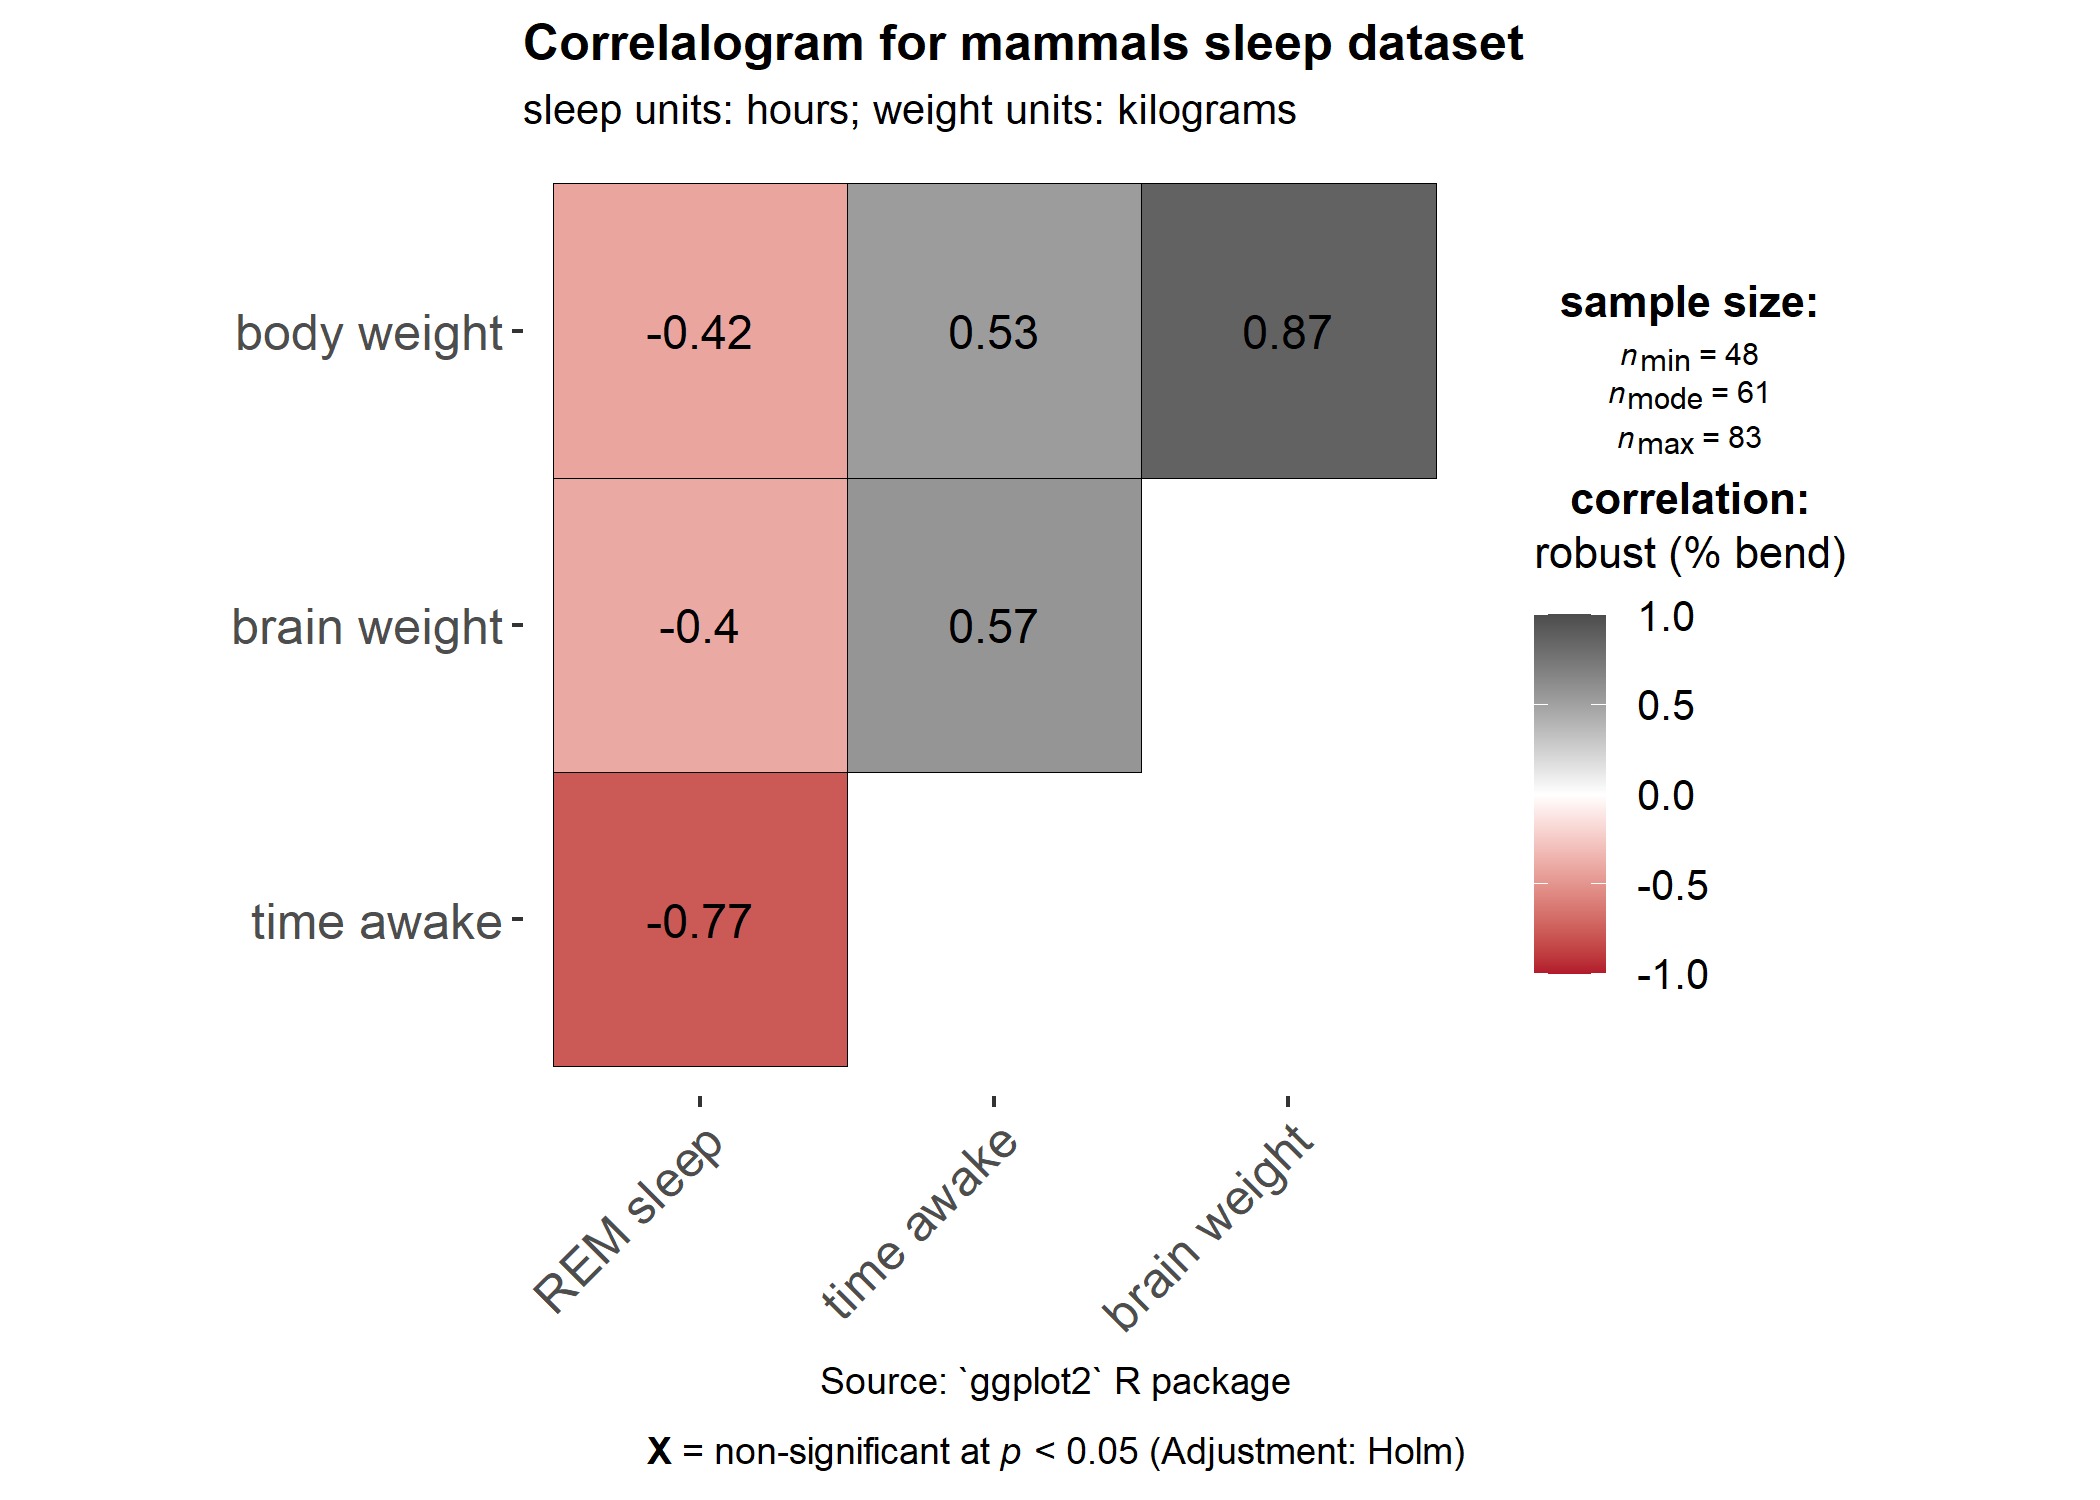 Correlalogram for mammals sleep dataset
sleep units: hours; weight units: kilograms
body weight
-0.42
0.53
0.87
brain weight
-0.4
0.57
time awake
-0.77
REM sleep
time awake
brain weight
sample size:
nmin = 48
nmode = 61
nmax = 83
correlation:
robust (% bend)
1.0
0.5
0.0
-0.5
-1.0
Source: `ggplot2` R package
X = non-significant at p < 0.05 (Adjustment: Holm)